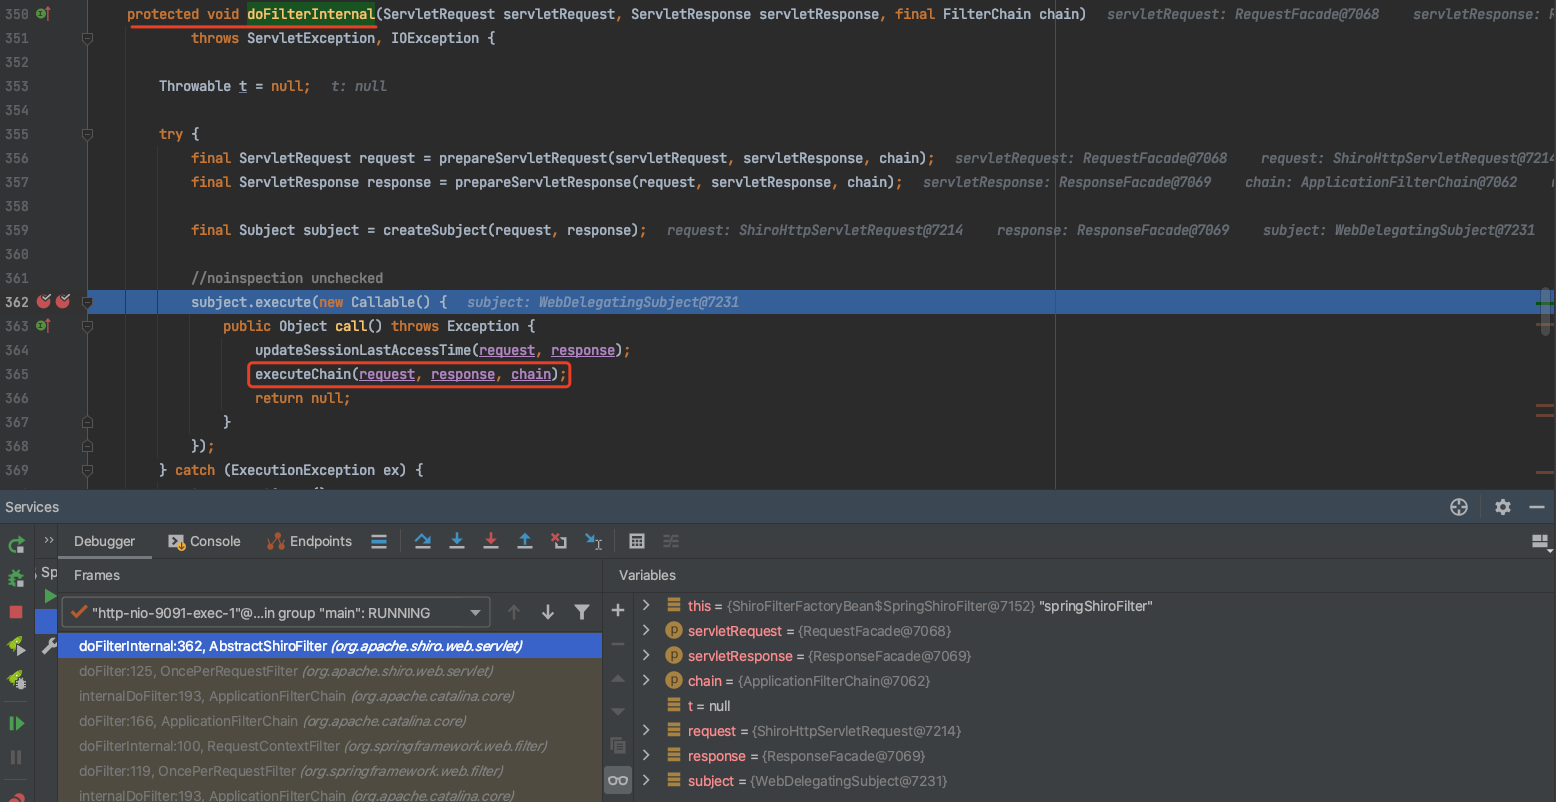 350 protected void doFilterInternal(ServletRequest servletRequest, ServletResponse servletResponse, final FilterChain chain) servletRequest: RequestFacade@7068 servletResponse:
351 throws ServletException, IOException {
352
353 Throwable t = null; t: null
354
355 try {
356 final ServletRequest request = prepareServletRequest(servletRequest, servletResponse, chain); servletRequest: RequestFacade@7068 request: ShiroHttpServletRequest@7214
357 final ServletResponse response = prepareServletResponse(request, servletResponse, chain); servletResponse: ResponseFacade@7069 chain: ApplicationFilterChain@7062
358
359 final Subject subject = createSubject(request, response); request: ShiroHttpServletRequest@7214 response: ResponseFacade@7069 subject: WebDelegatingSubject@7231
360
361 //noinspection unchecked
362 subject.execute(new Callable() { subject: WebDelegatingSubject@7231
363 public Object call() throws Exception {
364 updateSessionLastAccessTime(request, response);
365 executeChain(request, response, chain);
366 return null;
367 }
368 });
369 } catch (ExecutionException ex) {
Services
Debugger Console Endpoints
Sp
Frames
"http-nio-9091-exec-1"@...in group "main": RUNNING
doFilterInternal:362, AbstractShiroFilter (org.apache.shiro.web.servlet)
doFilter:125, OncePerRequestFilter (org.apache.shiro.web.servlet)
internalDoFilter:193, ApplicationFilterChain (org.apache.catalina.core)
doFilter:166, ApplicationFilterChain (org.apache.catalina.core)
doFilterInternal:100, RequestContextFilter (org.springframework.web.filter)
doFilter:119, OncePerRequestFilter (org.springframework.web.filter)
internalDoFilter:193, ApplicationFilterChain (org.apache.catalina.core)
Variables
this = {ShiroFilterFactoryBean$SpringShiroFilter@7152} "springShiroFilter"
servletRequest = {RequestFacade@7068}
servletResponse = {ResponseFacade@7069}
chain = {ApplicationFilterChain@7062}
t = null
request = {ShiroHttpServletRequest@7214}
response = {ResponseFacade@7069}
subject = {WebDelegatingSubject@7231}